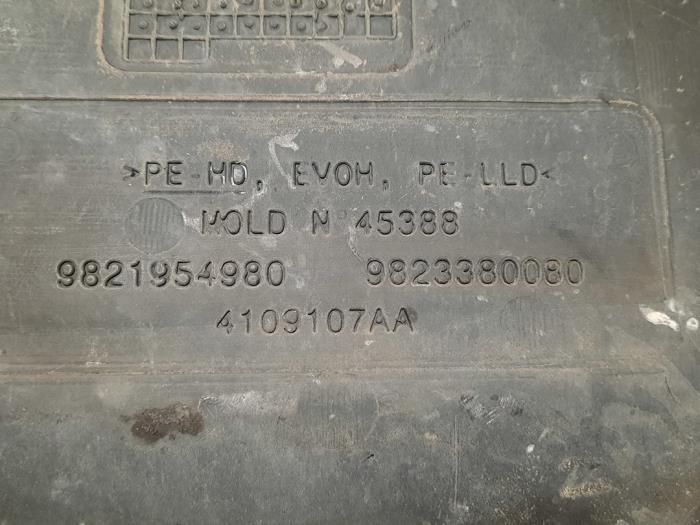 >PE-HD, EVOH, PE-LLD<
MOLD N°45388
9821954980 9823380080
4109107AA